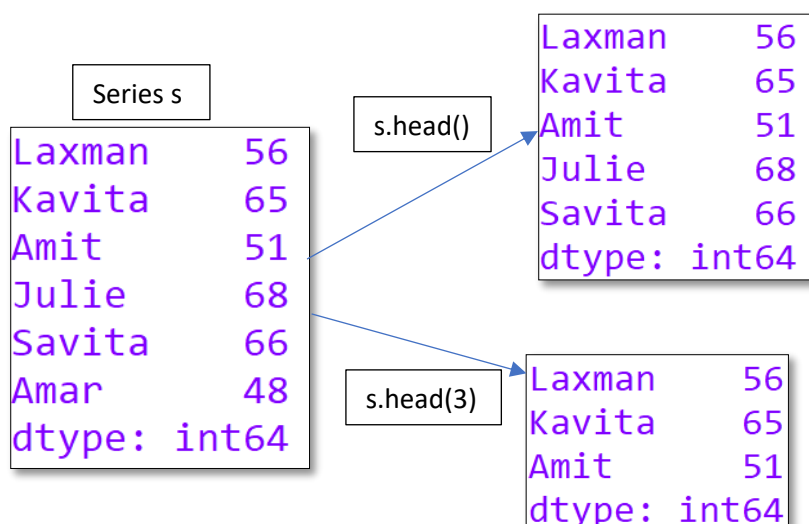 Series s
Laxman 56
Kavita 65
Amit 51
Julie 68
Savita 66
Amar 48
dtype: int64
s.head()
Laxman 56
Kavita 65
Amit 51
Julie 68
Savita 66
dtype: int64
s.head(3)
Laxman 56
Kavita 65
Amit 51
dtype: int64